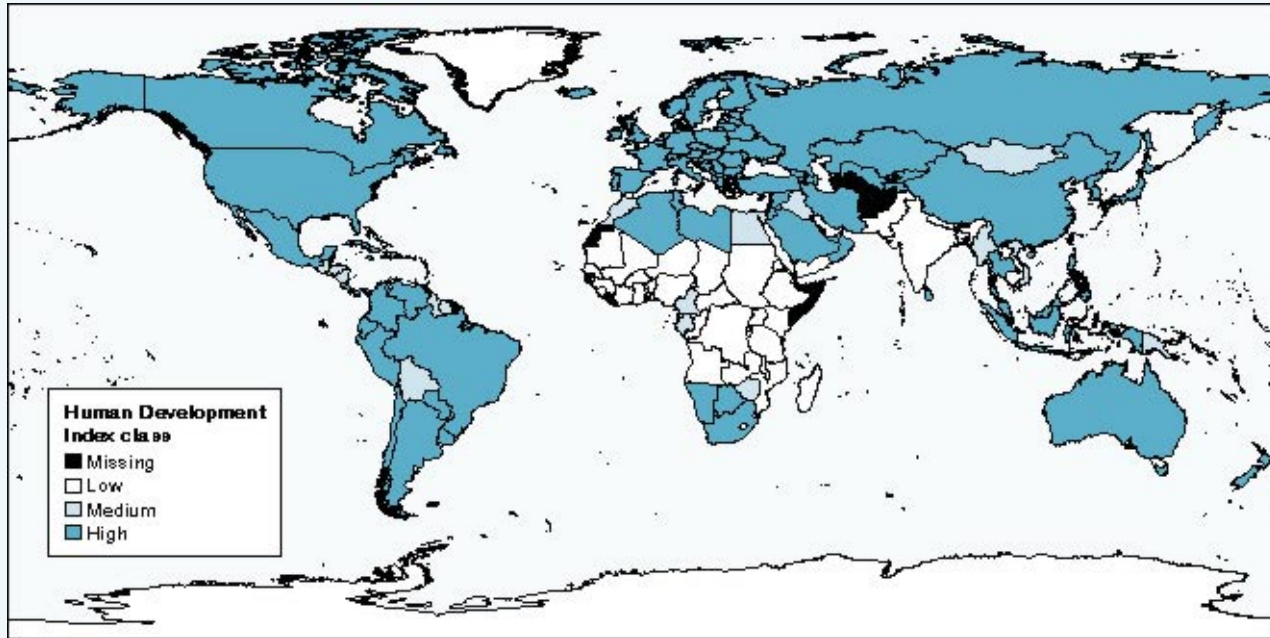 Human Development
Index class
Missing
Low
Medium
High